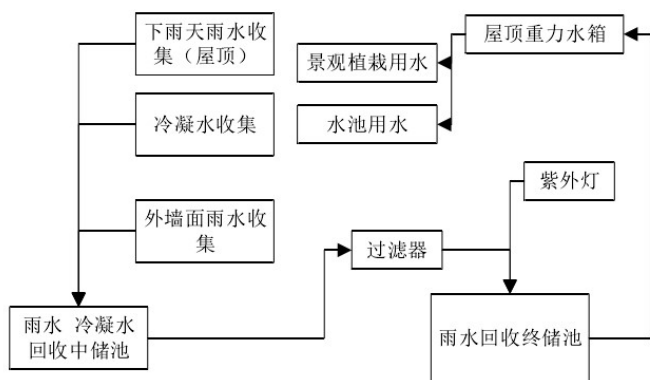 下雨天雨水收
集（屋顶）
屋顶重力水箱
景观植栽用水
冷凝水收集
水池用水
紫外灯
外墙面雨水收
集
过滤器
雨水 冷凝水
回收中储池
雨水回收终储池